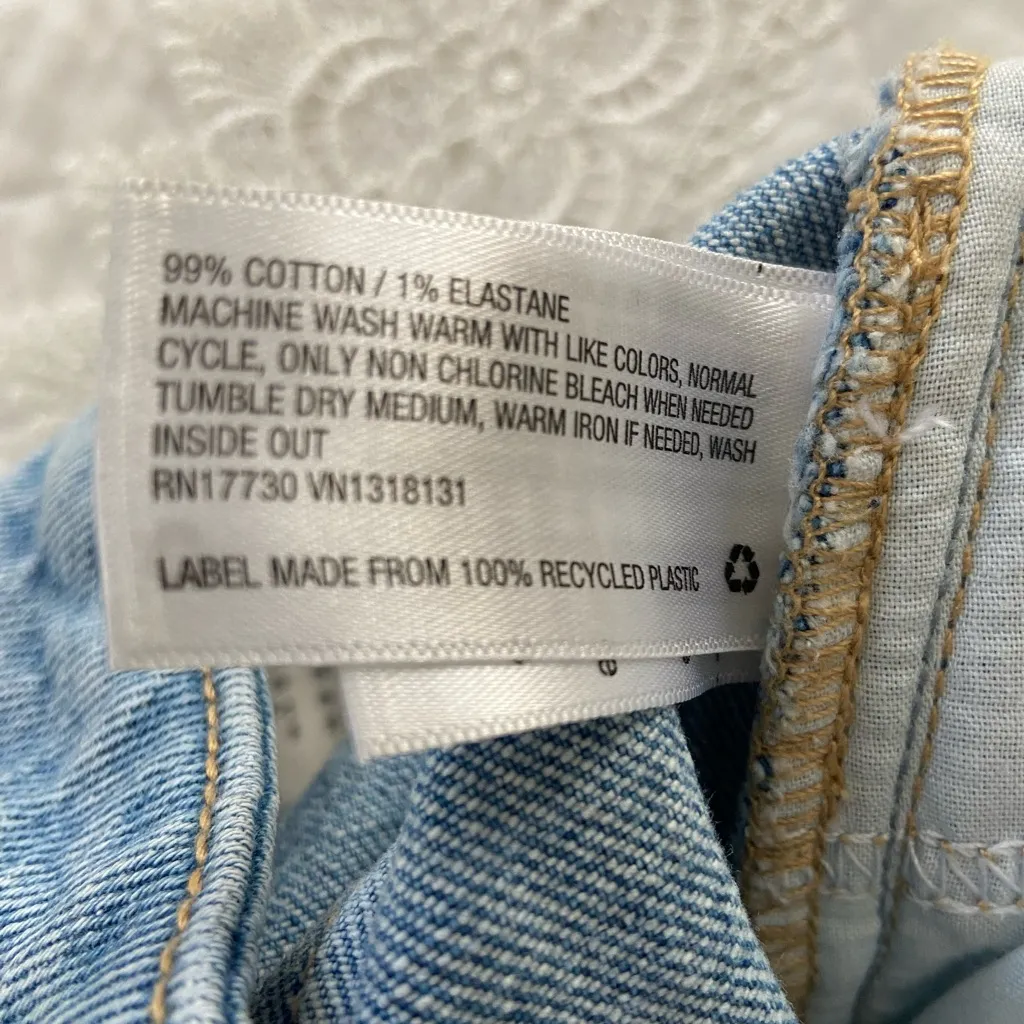 99% COTTON / 1% ELASTANE
MACHINE WASH WARM WITH LIKE COLORS, NORMAL
CYCLE, ONLY NON CHLORINE BLEACH WHEN NEEDED
TUMBLE DRY MEDIUM, WARM IRON IF NEEDED, WASH
INSIDE OUT
RN17730 VN1318131
LABEL MADE FROM 100% RECYCLED PLASTIC